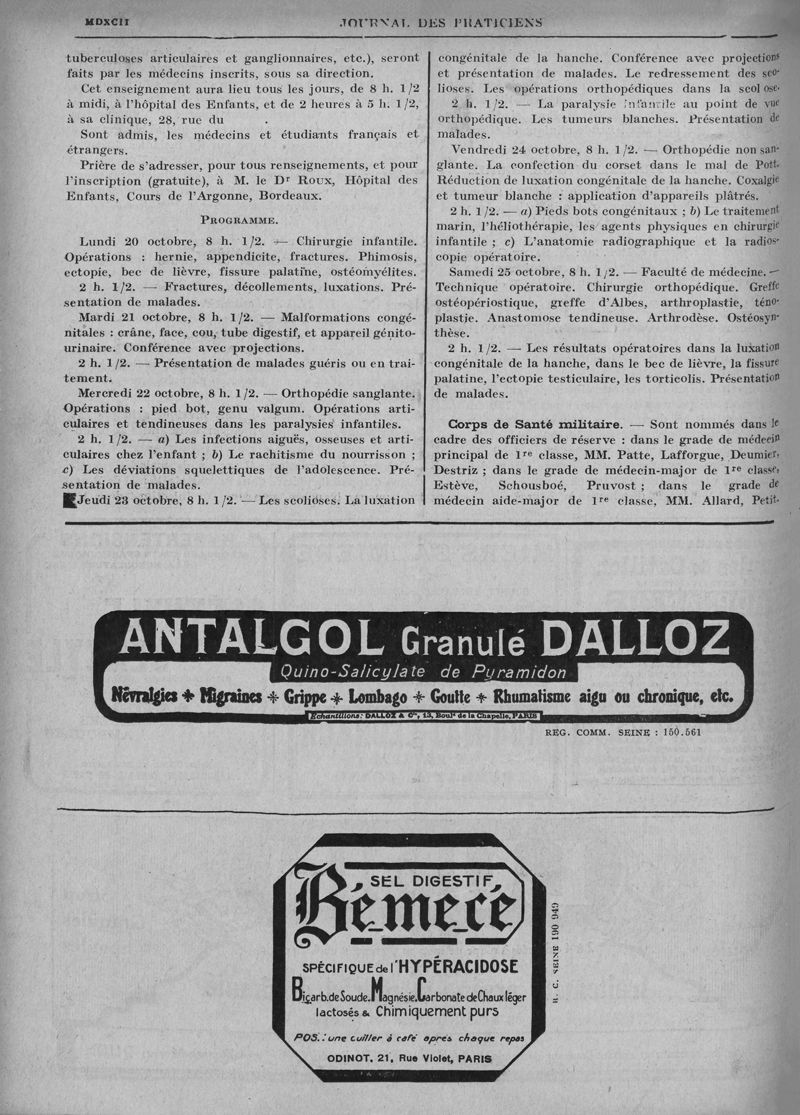 MDXCII
JOURNAL DES PRATICIENS
tuberculoses articulaires et ganglionnaires, etc.), seront
faits par les médecins inscrits, sous sa direction.
Cet enseignement aura lieu tous les jours, de 8 h. 1/2
à midi, à l'hôpital des Enfants, et de 2 heures à 5 h. 1/2,
à sa clinique, 28, rue du .
Sont admis, les médecins et étudiants français et
étrangers.
Prière de s'adresser, pour tous renseignements, et pour
l'inscription (gratuite), à M. le Dr Roux, Hôpital des
Enfants, Cours de l'Argonne, Bordeaux.
PROGRAMME.
Lundi 20 octobre, 8 h. 1/2. — Chirurgie infantile.
Opérations : hernie, appendicite, fractures. Phimosis,
ectopie, bec de lièvre, fissure palatine, ostéomyélites.
2 h. 1/2. — Fractures, décollements, luxations. Pré-
sentation de malades.
Mardi 21 octobre, 8 h. 1/2. — Malformations congé-
nitales : crâne, face, cou, tube digestif, et appareil génito-
urinaire. Conférence avec projections.
2 h. 1/2. — Présentation de malades guéris ou en trai-
tement.
Mercredi 22 octobre, 8 h. 1/2. — Orthopédie sanglante.
Opérations : pied bot, genu valgum. Opérations arti-
culaires et tendineuses dans les paralysies infantiles.
2 h. 1/2. — a) Les infections aiguës, osseuses et arti-
culaires chez l'enfant ; b) Le rachitisme du nourrisson ;
c) Les déviations squelettiques de l'adolescence. Pré-
sentation de malades.
Jeudi 23 octobre, 8 h. 1/2. — Les scolioses. La luxation
congénitale de la hanche. Conférence avec projections
et présentation de malades. Le redressement des sco-
lioses. Les opérations orthopédiques dans la scoliose.
2 h. 1/2. — La paralysie infantile au point de vue
orthopédique. Les tumeurs blanches. Présentation de
malades.
Vendredi 24 octobre, 8 h. 1/2. — Orthopédie non san-
glante. La confection du corset dans le mal de Pott.
Réduction de luxation congénitale de la hanche. Coxalgie
et tumeur blanche : application d'appareils plâtrés.
2 h. 1/2. — a) Pieds bots congénitaux ; b) Le traitement
marin, l'héliothérapie, les agents physiques en chirurgie
infantile ; c) L'anatomie radiographique et la radios-
copie opératoire.
Samedi 25 octobre, 8 h. 1/2. — Faculté de médecine. —
Technique opératoire. Chirurgie orthopédique. Greffe
ostéopériostique, greffe d'Albes, arthroplastie, téno-
plastie. Anastomose tendineuse. Arthrodèse. Ostéosyn-
thèse.
2 h. 1/2. — Les résultats opératoires dans la luxation
congénitale de la hanche, dans le bec de lièvre, la fissure
palatine, l'ectopie testiculaire, les torticolis. Présentation
de malades.
Corps de Santé militaire. — Sont nommés dans le
cadre des officiers de réserve : dans le grade de médecin
principal de 1re classe, MM. Patte, Lafforgue, Deumier,
Destriz ; dans le grade de médecin-major de 1re classe,
Estève, Schousboé, Pruvost ; dans le grade de
médecin aide-major de 1re classe, MM. Allard, Petit-
ANTALGOL Granulé DALLOZ
Quino-Salicylate de Pyramidon
Névralgies * Migraines * Grippe * Lombago * Goutte * Rhumatisme aigu ou chronique, etc.
Echantillons : DALLOZ & Cie, 13, Bould de la Chapelle, PARIS
REG. COMM. SEINE : 150.561
SEL DIGESTIF
Bémecé
SPÉCIFIQUE de l'HYPÉRACIDOSE
Bicarb. de Soude. Magnésie. Carbonate de Chaux léger
lactosés & Chimiquement purs
POS. : une cuiller à café après chaque repas
ODINOT, 21, Rue Violet, PARIS
R. C. SEINE 190 949